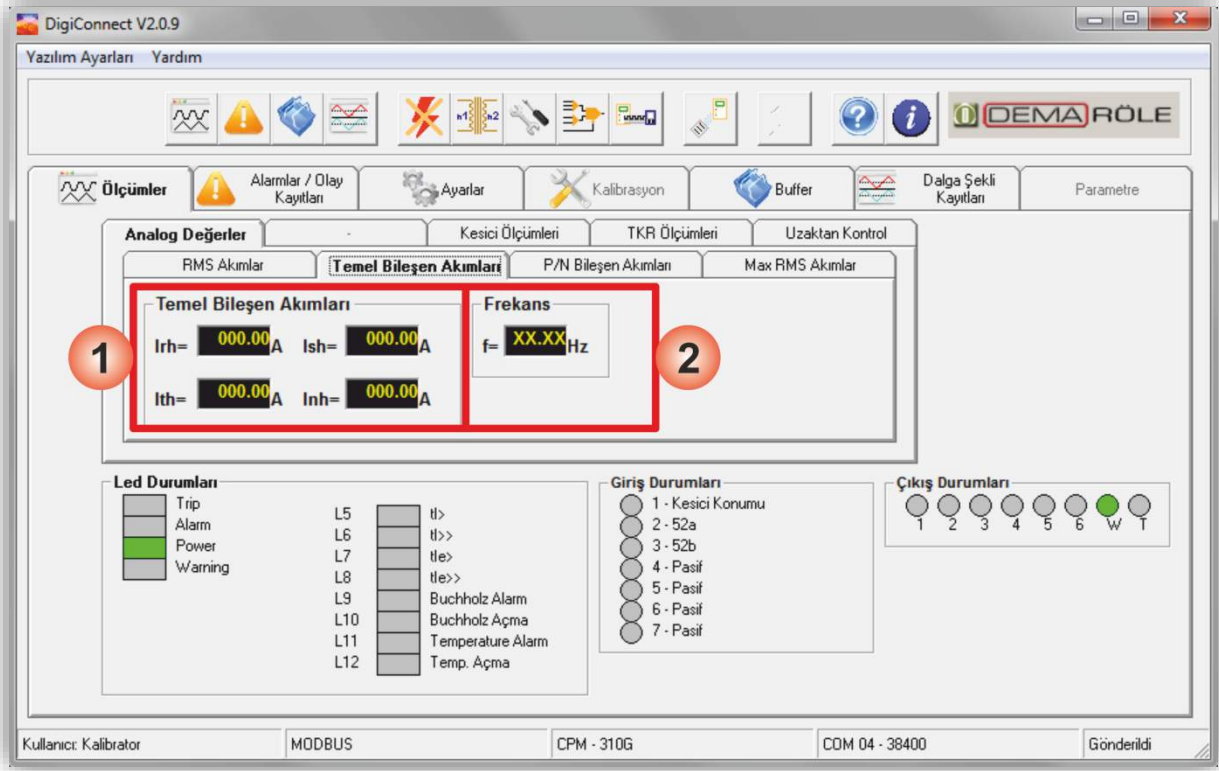 DigiConnect V2.0.9
Yazılım Ayarları Yardım
n1 n2
DEMA RÖLE
Ölçümler
Alarmlar / Olay
Kayıtları
Ayarlar
Kalibrasyon
Buffer
Dalga Şekli
Kayıtları
Parametre
Analog Değerler - Kesici Ölçümleri TKR Ölçümleri Uzaktan Kontrol
RMS Akımlar Temel Bileşen Akımları P/N Bileşen Akımları Max RMS Akımlar
Temel Bileşen Akımları Frekans
1 Irh= 000.00 A Ish= 000.00 A f= XX.XX Hz 2
Ith= 000.00 A Inh= 000.00 A
Led Durumları
Trip
Alarm
Power
Warning
L5 tI>
L6 tI>>
L7 tIe>
L8 tIe>>
L9 Buchholz Alarm
L10 Buchholz Açma
L11 Temperature Alarm
L12 Temp. Açma
Giriş Durumları
1 - Kesici Konumu
2 - 52a
3 - 52b
4 - Pasif
5 - Pasif
6 - Pasif
7 - Pasif
Çıkış Durumları
1 2 3 4 5 6 W T
Kullanıcı: Kalibrator MODBUS CPM - 310G COM 04 - 38400 Gönderildi